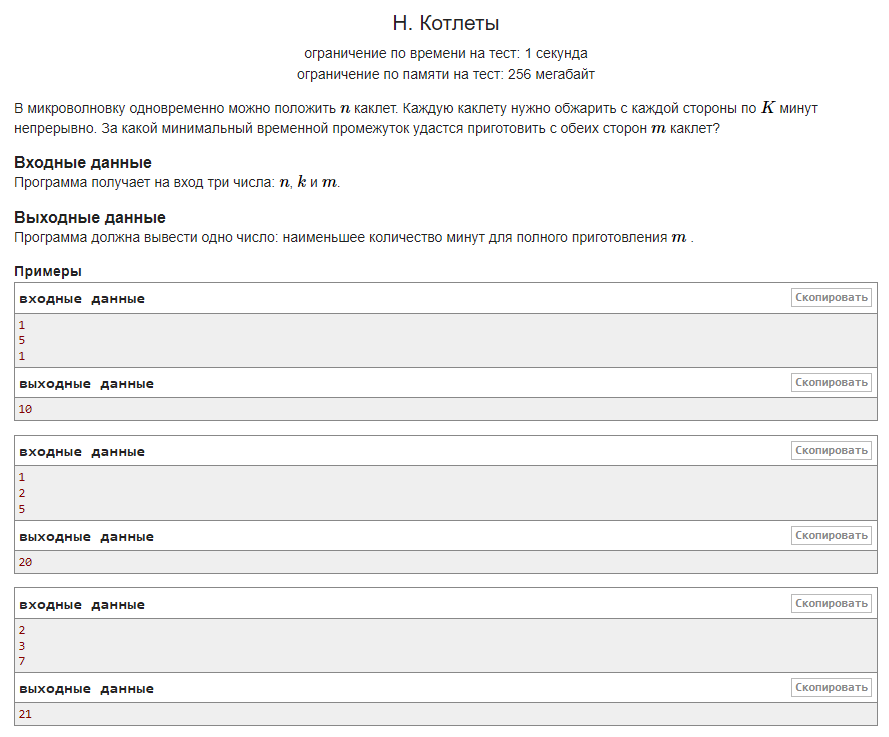 Н. Котлеты
ограничение по времени на тест: 1 секунда
ограничение по памяти на тест: 256 мегабайт
В микроволновку одновременно можно положить n каклет. Каждую каклету нужно обжарить с каждой стороны по K минут
непрерывно. За какой минимальный временной промежуток удастся приготовить с обеих сторон m каклет?
Входные данные
Программа получает на вход три числа: n, k и m.
Выходные данные
Программа должна вывести одно число: наименьшее количество минут для полного приготовления m .
Примеры
входные данные Скопировать
1
5
1
выходные данные Скопировать
10
входные данные Скопировать
1
2
5
выходные данные Скопировать
20
входные данные Скопировать
2
3
7
выходные данные Скопировать
21